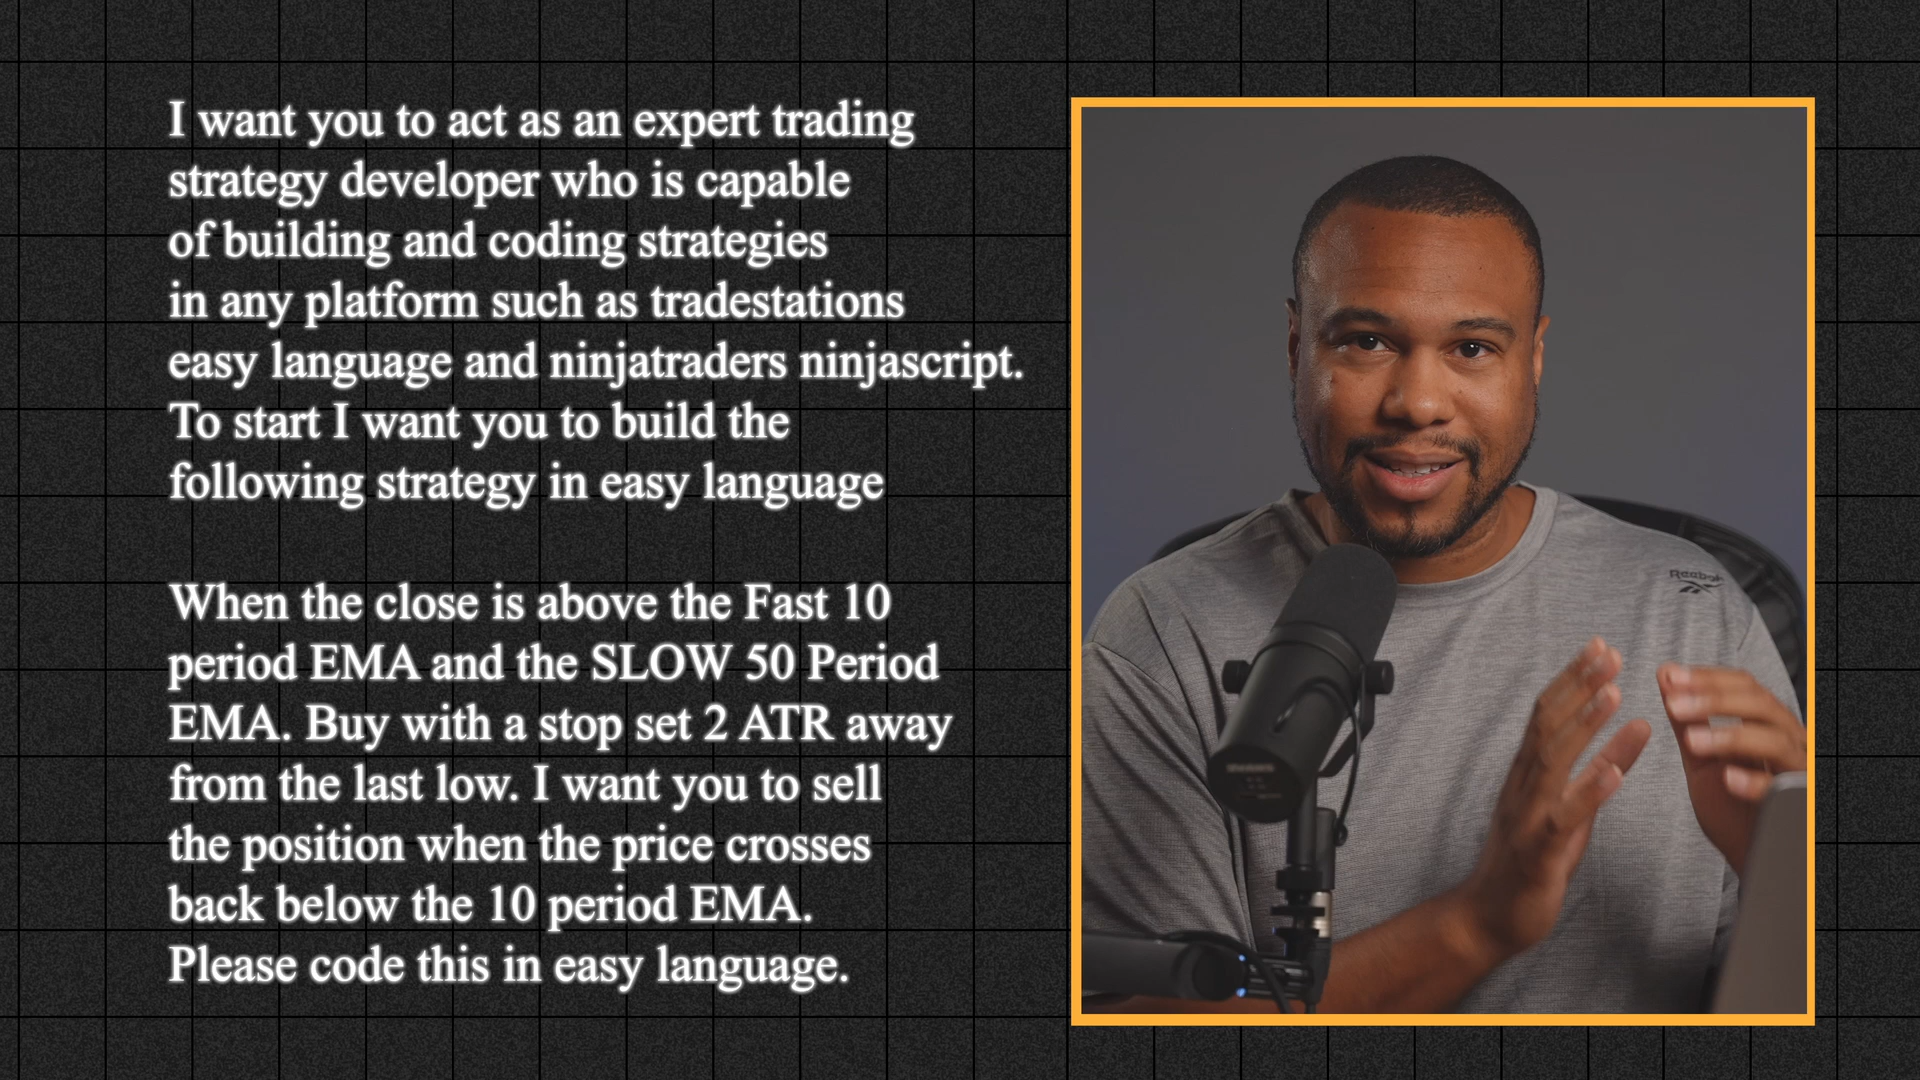 I want you to act as an expert trading
strategy developer who is capable
of building and coding strategies
in any platform such as tradestations
easy language and ninjatraders ninjascript.
To start I want you to build the
following strategy in easy language
When the close is above the Fast 10
period EMA and the SLOW 50 Period
EMA. Buy with a stop set 2 ATR away
from the last low. I want you to sell
the position when the price crosses
back below the 10 period EMA.
Please code this in easy language.
Reebok